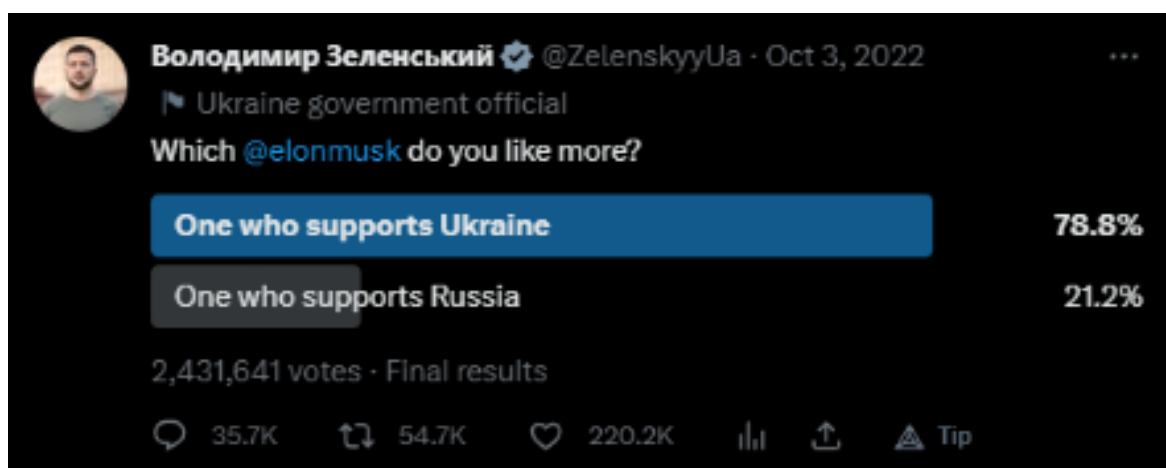 Володимир Зеленський @ZelenskyyUa · Oct 3, 2022 ...
Ukraine government official
Which @elonmusk do you like more?
One who supports Ukraine 78.8%
One who supports Russia 21.2%
2,431,641 votes · Final results
35.7K 54.7K 220.2K Tip